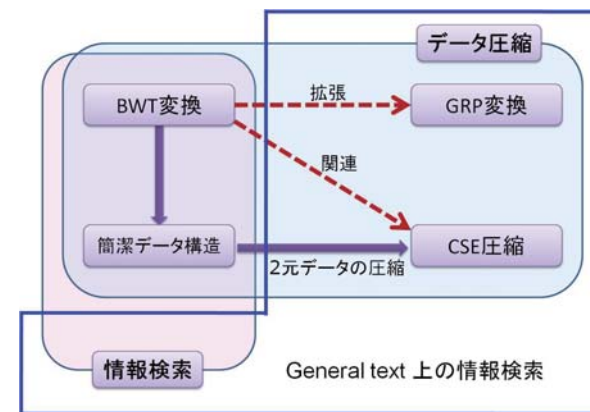 データ圧縮
BWT変換
拡張
GRP変換
関連
簡潔データ構造
2元データの圧縮
CSE圧縮
情報検索
General text 上の情報検索